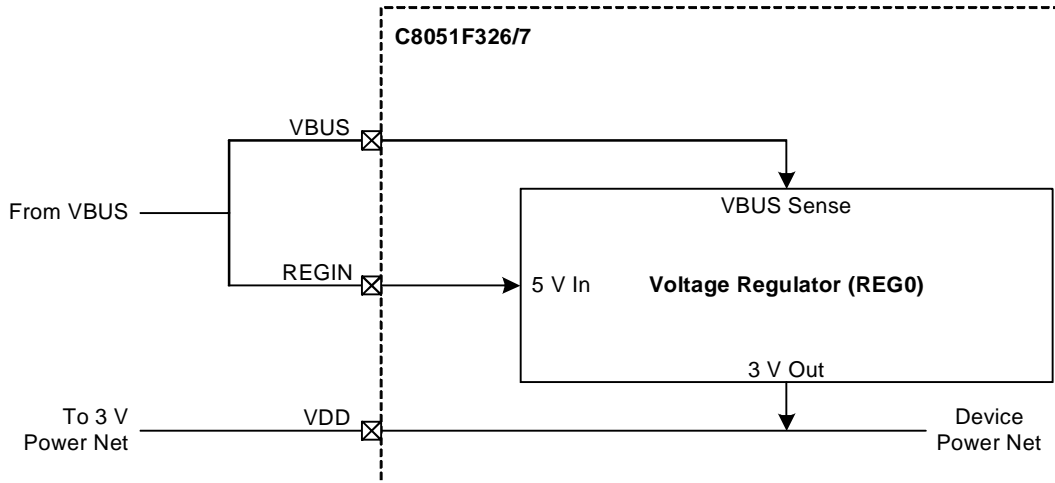 C8051F326/7
VBUS
From VBUS
VBUS Sense
REGIN
5 V In
Voltage Regulator (REG0)
3 V Out
To 3 V
Power Net
VDD
Device
Power Net